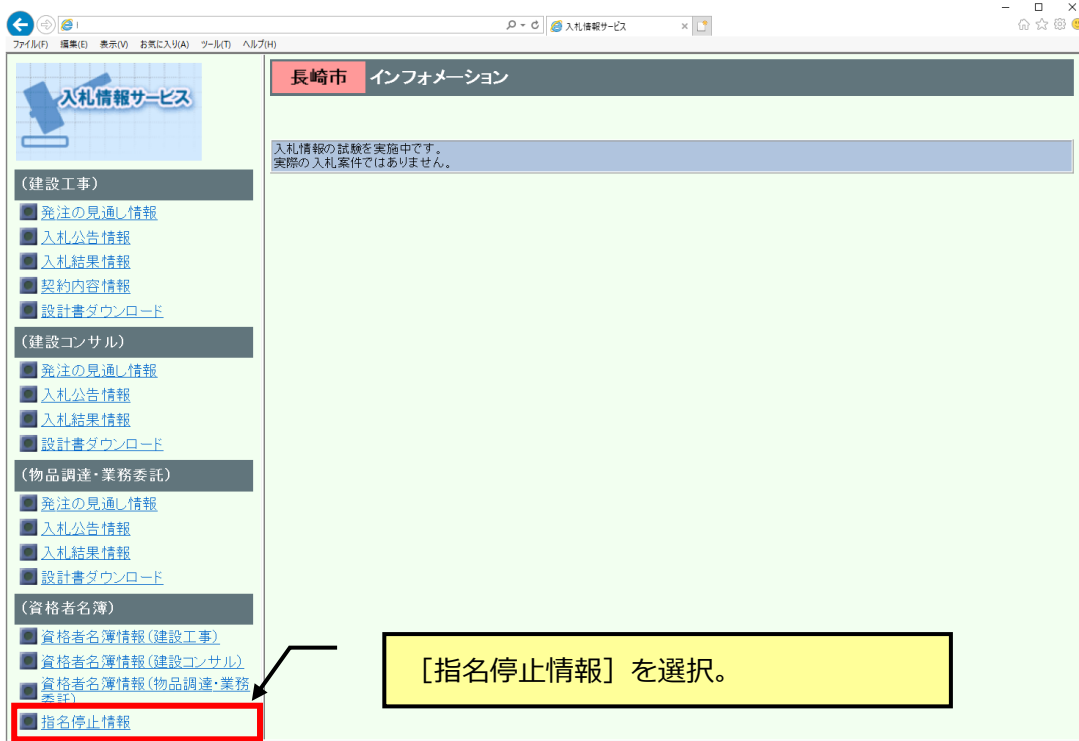 入札情報サービス
ファイル(F) 編集(E) 表示(V) お気に入り(A) ツール(T) ヘルプ(H)
入札情報サービス
長崎市 インフォメーション
入札情報の試験を実施中です。
実際の入札案件ではありません。
(建設工事)
発注の見通し情報
入札公告情報
入札結果情報
契約内容情報
設計書ダウンロード
(建設コンサル)
発注の見通し情報
入札公告情報
入札結果情報
設計書ダウンロード
(物品調達・業務委託)
発注の見通し情報
入札公告情報
入札結果情報
設計書ダウンロード
(資格者名簿)
資格者名簿情報(建設工事)
資格者名簿情報(建設コンサル)
資格者名簿情報(物品調達・業務
委託)
指名停止情報
[指名停止情報]を選択。